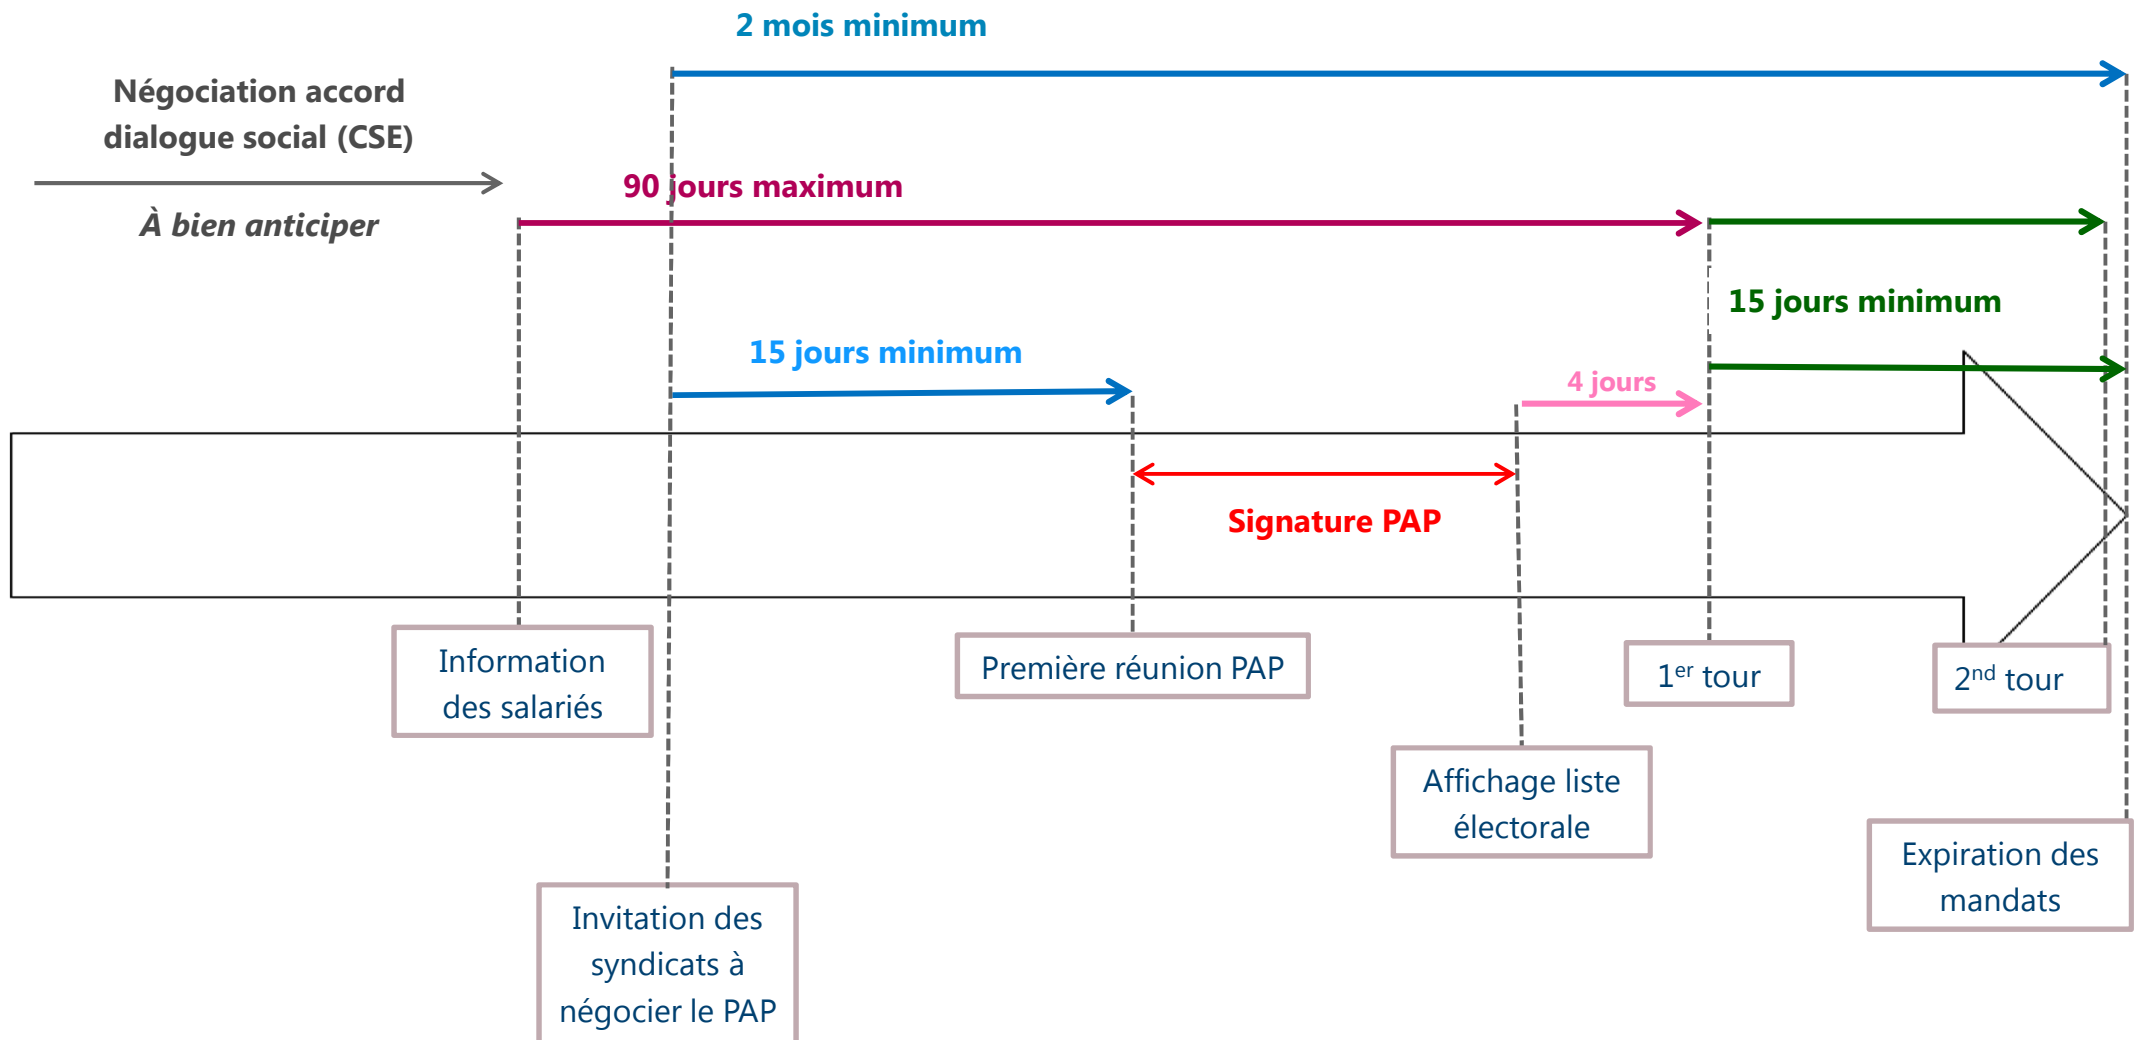 2 mois minimum
Négociation accord
dialogue social (CSE)
À bien anticiper
90 jours maximum
15 jours minimum
15 jours minimum
4 jours
Signature PAP
Information
des salariés
Première réunion PAP
1er tour
2nd tour
Affichage liste
électorale
Expiration des
mandats
Invitation des
syndicats à
négocier le PAP